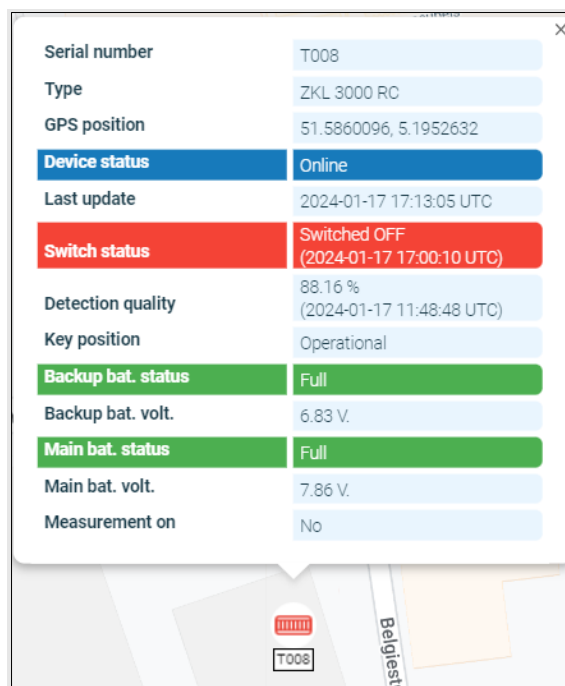 Serial number T008
Type ZKL 3000 RC
GPS position 51.5860096, 5.1952632
Device status Online
Last update 2024-01-17 17:13:05 UTC
Switch status Switched OFF
(2024-01-17 17:00:10 UTC)
Detection quality 88.16 %
(2024-01-17 11:48:48 UTC)
Key position Operational
Backup bat. status Full
Backup bat. volt. 6.83 V.
Main bat. status Full
Main bat. volt. 7.86 V.
Measurement on No
T008